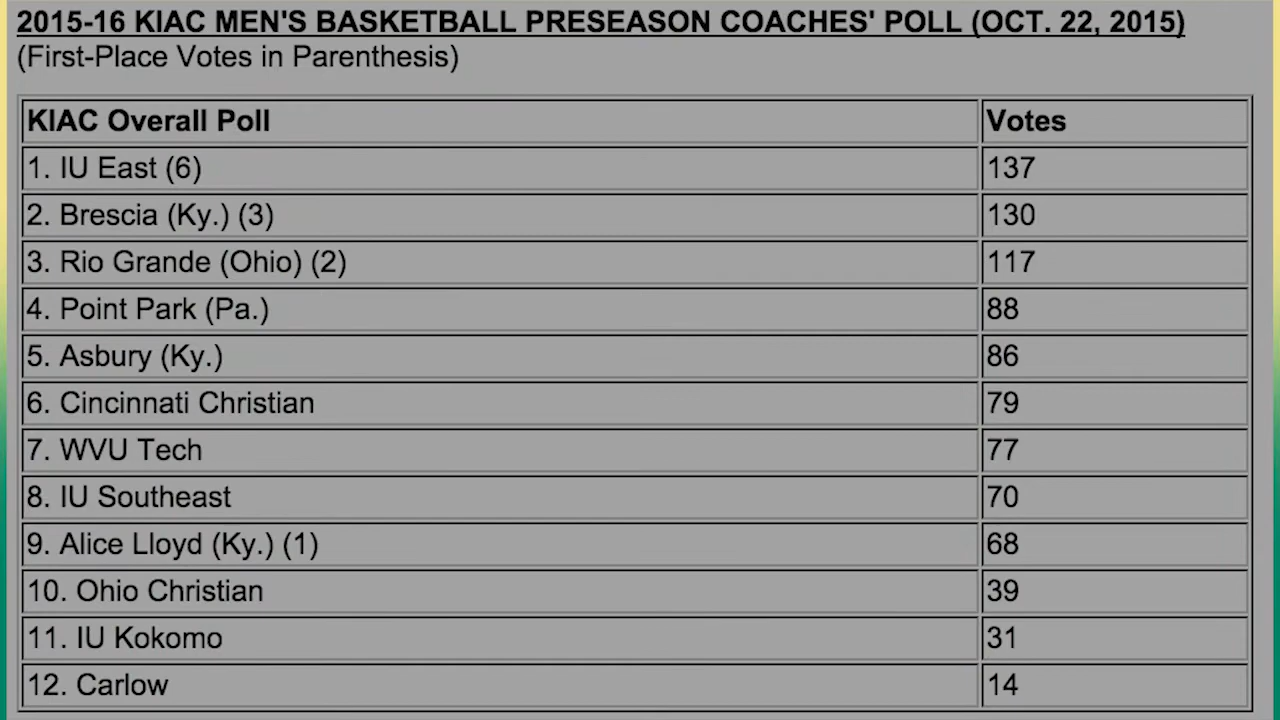 2015-16 KIAC MEN'S BASKETBALL PRESEASON COACHES' POLL (OCT. 22, 2015)
(First-Place Votes in Parenthesis)
KIAC Overall Poll Votes
1. IU East (6) 137
2. Brescia (Ky.) (3) 130
3. Rio Grande (Ohio) (2) 117
4. Point Park (Pa.) 88
5. Asbury (Ky.) 86
6. Cincinnati Christian 79
7. WVU Tech 77
8. IU Southeast 70
9. Alice Lloyd (Ky.) (1) 68
10. Ohio Christian 39
11. IU Kokomo 31
12. Carlow 14